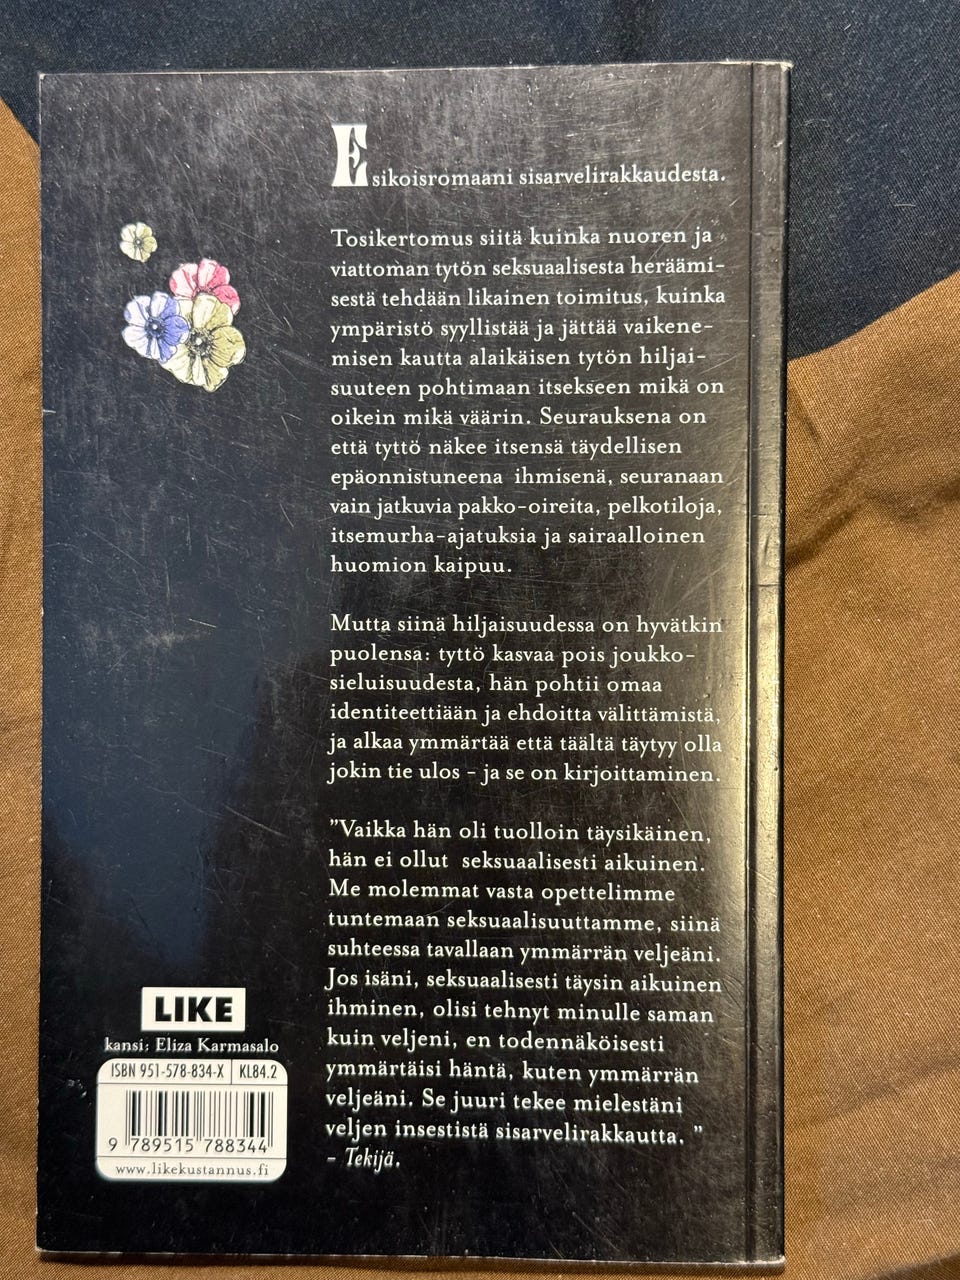 Esikoisromaani sisarvelirakkaudesta.
Tosikertomus siitä kuinka nuoren ja
viattoman tytön seksuaalisesta heräämi-
sestä tehdään likainen toimitus, kuinka
ympäristö syyllistää ja jättää vaikene-
misen kautta alaikäisen tytön hiljai-
suuteen pohtimaan itsekseen mikä on
oikein mikä väärin. Seurauksena on
että tyttö näkee itsensä täydellisen
epäonnistuneena ihmisenä, seuranaan
vain jatkuvia pakko-oireita, pelkotiloja,
itsemurha-ajatuksia ja sairaalloinen
huomion kaipuu.
Mutta siinä hiljaisuudessa on hyvätkin
puolensa: tyttö kasvaa pois joukko-
sieluisuudesta, hän pohtii omaa
identiteettiään ja ehdoitta välittämistä,
ja alkaa ymmärtää että täältä täytyy olla
jokin tie ulos - ja se on kirjoittaminen.
"Vaikka hän oli tuolloin täysikäinen,
hän ei ollut seksuaalisesti aikuinen.
Me molemmat vasta opettelimme
tuntemaan seksuaalisuuttamme, siinä
suhteessa tavallaan ymmärrän veljeäni.
Jos isäni, seksuaalisesti täysin aikuinen
ihminen, olisi tehnyt minulle saman
kuin veljeni, en todennäköisesti
ymmärtäisi häntä, kuten ymmärrän
veljeäni. Se juuri tekee mielestäni
veljen insestistä sisarvelirakkautta. "
- Tekijä.
LIKE
kansi: Eliza Karmasalo
ISBN 951-578-834-X KL84.2
9 789515 788344
www.likekustannus.fi